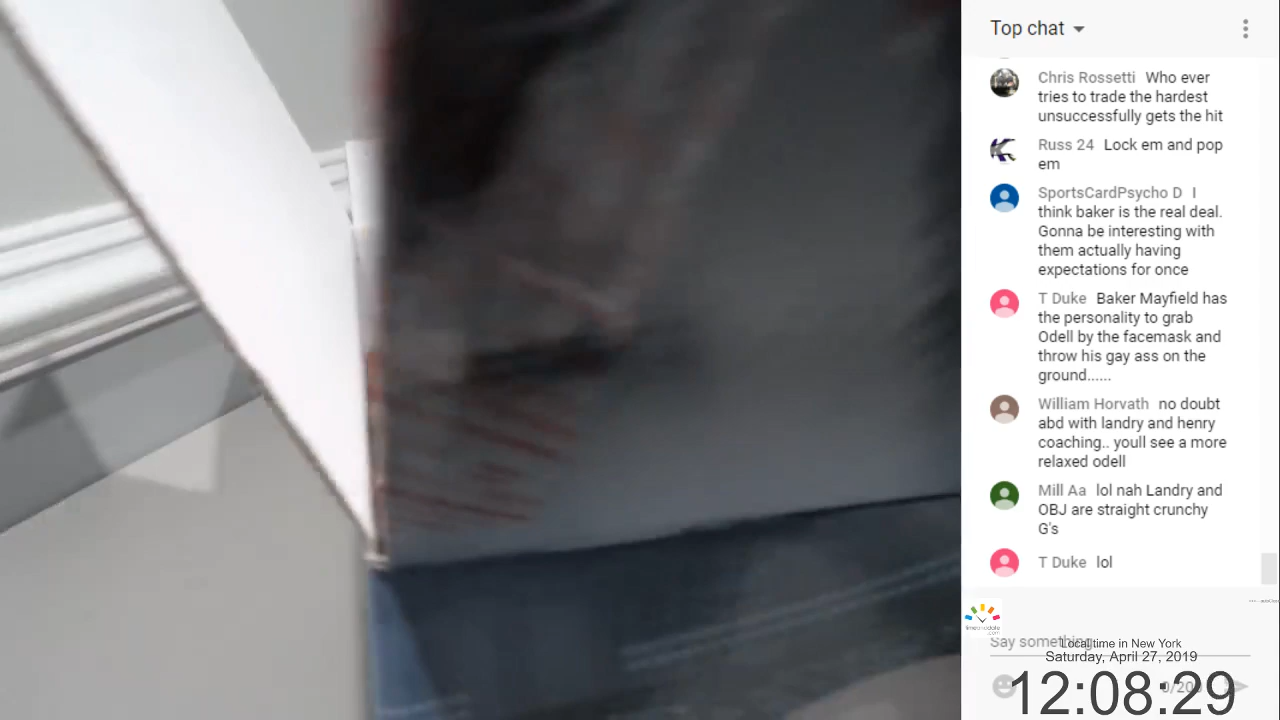 Top chat
Chris Rossetti Who ever
tries to trade the hardest
unsuccessfully gets the hit
Russ 24 Lock em and pop
em
SportsCardPsycho D I
think baker is the real deal.
Gonna be interesting with
them actually having
expectations for once
T Duke Baker Mayfield has
the personality to grab
Odell by the facemask and
throw his gay ass on the
ground......
William Horvath no doubt
abd with landry and henry
coaching.. youll see a more
relaxed odell
Mill Aa lol nah Landry and
OBJ are straight crunchy
G's
T Duke lol
timeanddate
.com
Say something...
Local time in New York
Saturday, April 27, 2019
12:08:29